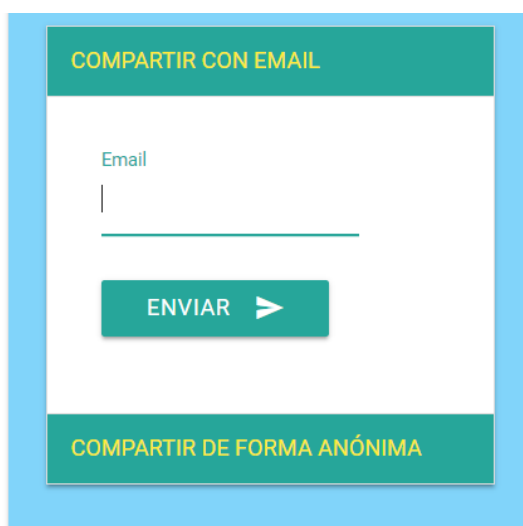 COMPARTIR CON EMAIL
Email
ENVIAR
COMPARTIR DE FORMA ANÓNIMA